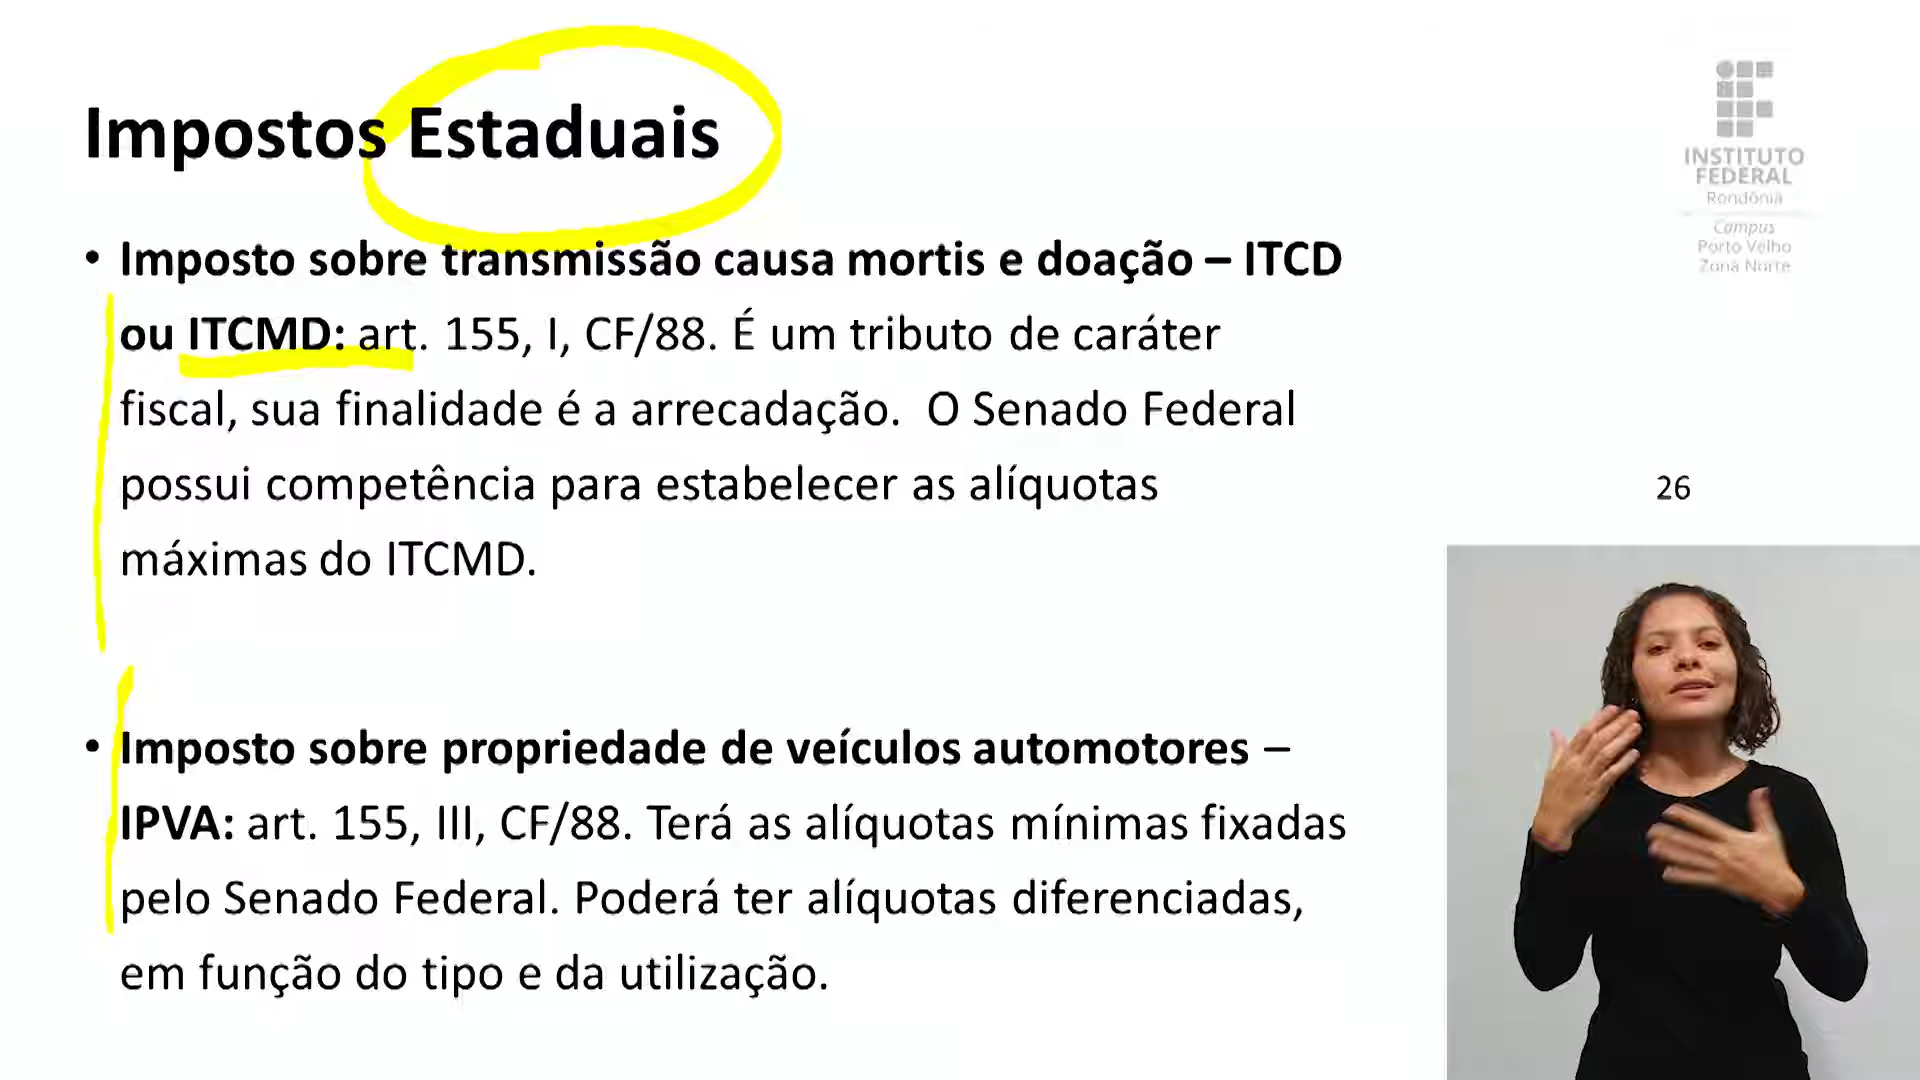 Impostos Estaduais
• Imposto sobre transmissão causa mortis e doação – ITCD
ou ITCMD: art. 155, I, CF/88. É um tributo de caráter
fiscal, sua finalidade é a arrecadação. O Senado Federal
possui competência para estabelecer as alíquotas
máximas do ITCMD.
• Imposto sobre propriedade de veículos automotores –
IPVA: art. 155, III, CF/88. Terá as alíquotas mínimas fixadas
pelo Senado Federal. Poderá ter alíquotas diferenciadas,
em função do tipo e da utilização.
INSTITUTO
FEDERAL
Rondônia
Campus
Porto Velho
Zona Norte
26